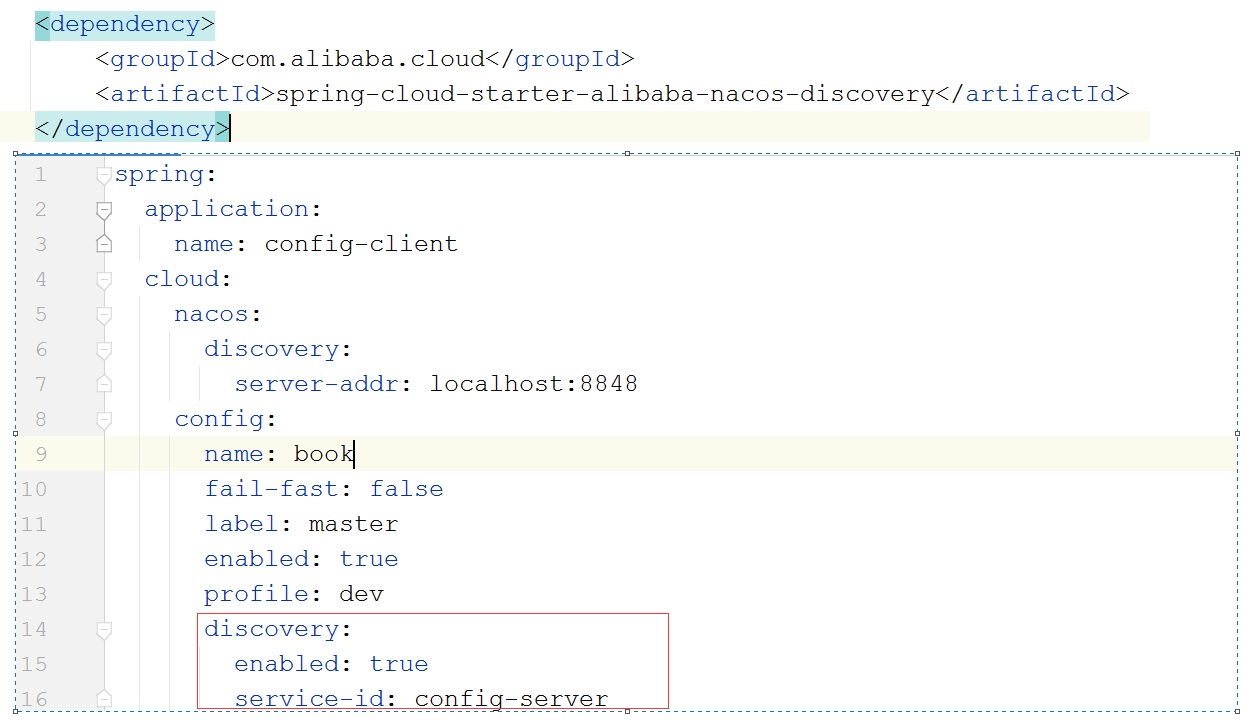 <dependency>
    <groupId>com.alibaba.cloud</groupId>
    <artifactId>spring-cloud-starter-alibaba-nacos-discovery</artifactId>
</dependency>
1 spring:
2   application:
3     name: config-client
4   cloud:
5     nacos:
6       discovery:
7         server-addr: localhost:8848
8     config:
9       name: book
10       fail-fast: false
11       label: master
12       enabled: true
13       profile: dev
14       discovery:
15         enabled: true
16         service-id: config-server